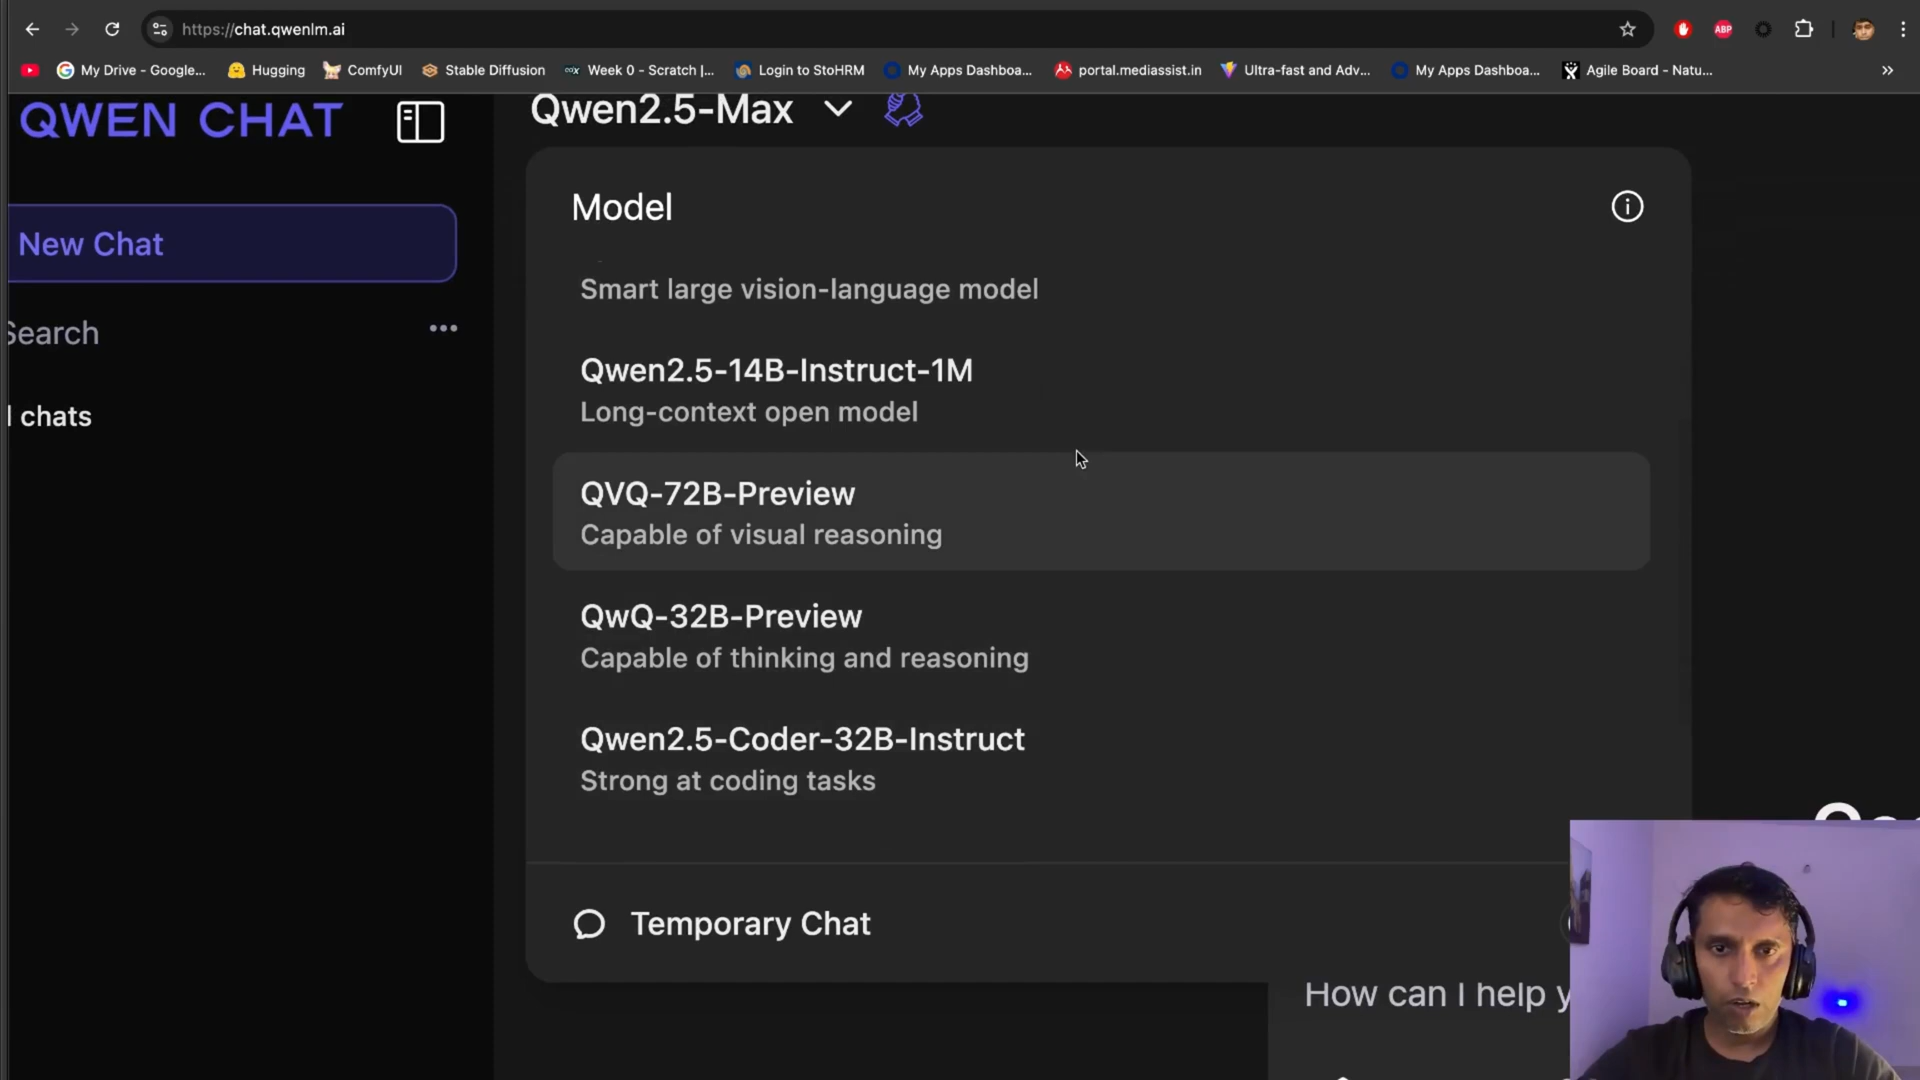 https://chat.qwenlm.ai
ABP
My Drive - Google...
Hugging
ComfyUI
Stable Diffusion
Week 0 - Scratch |...
Login to StoHRM
My Apps Dashboa...
portal.mediassist.in
Ultra-fast and Adv...
My Apps Dashboa...
Agile Board - Natu...
QWEN CHAT
Qwen2.5-Max
Model
New Chat
Smart large vision-language model
Search
Qwen2.5-14B-Instruct-1M
Long-context open model
chats
QVQ-72B-Preview
Capable of visual reasoning
QwQ-32B-Preview
Capable of thinking and reasoning
Qwen2.5-Coder-32B-Instruct
Strong at coding tasks
Temporary Chat
How can I help